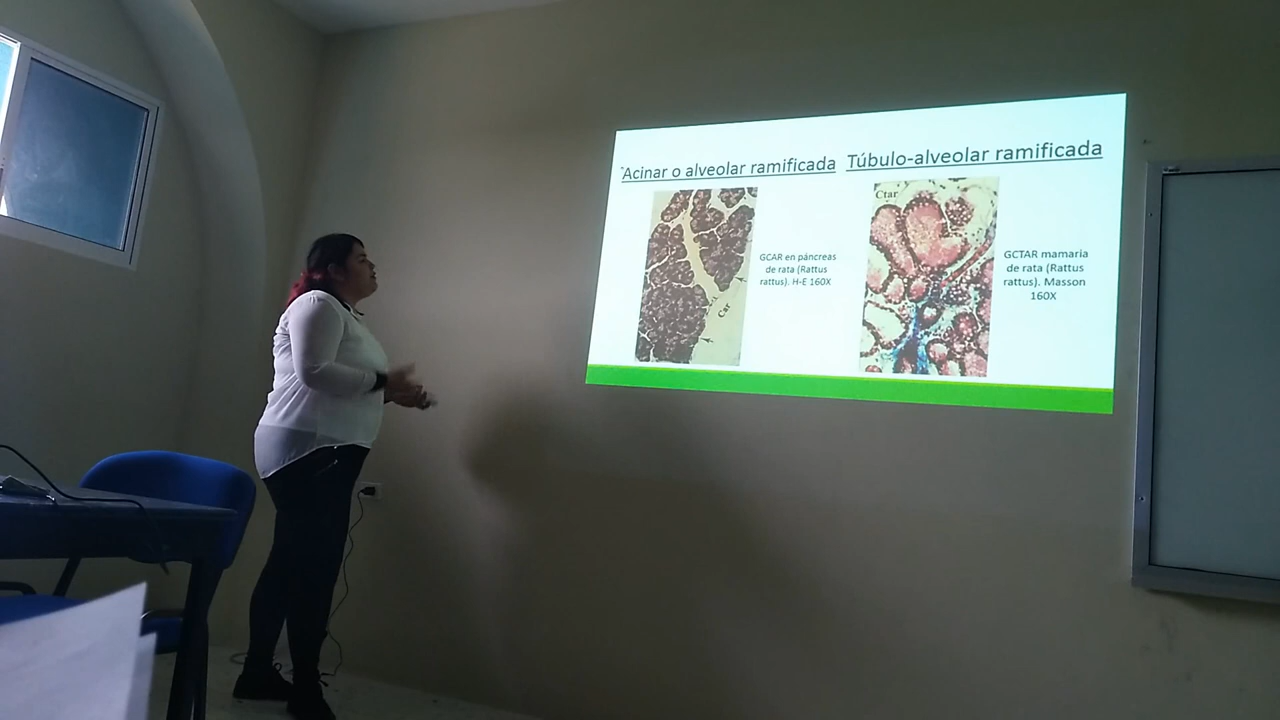 Acinar o alveolar ramificada
Túbulo-alveolar ramificada
GCAR en páncreas
de rata (Rattus
rattus). H-E 160X
Ctar
GCTAR mamaria
de rata (Rattus
rattus). Masson
160X